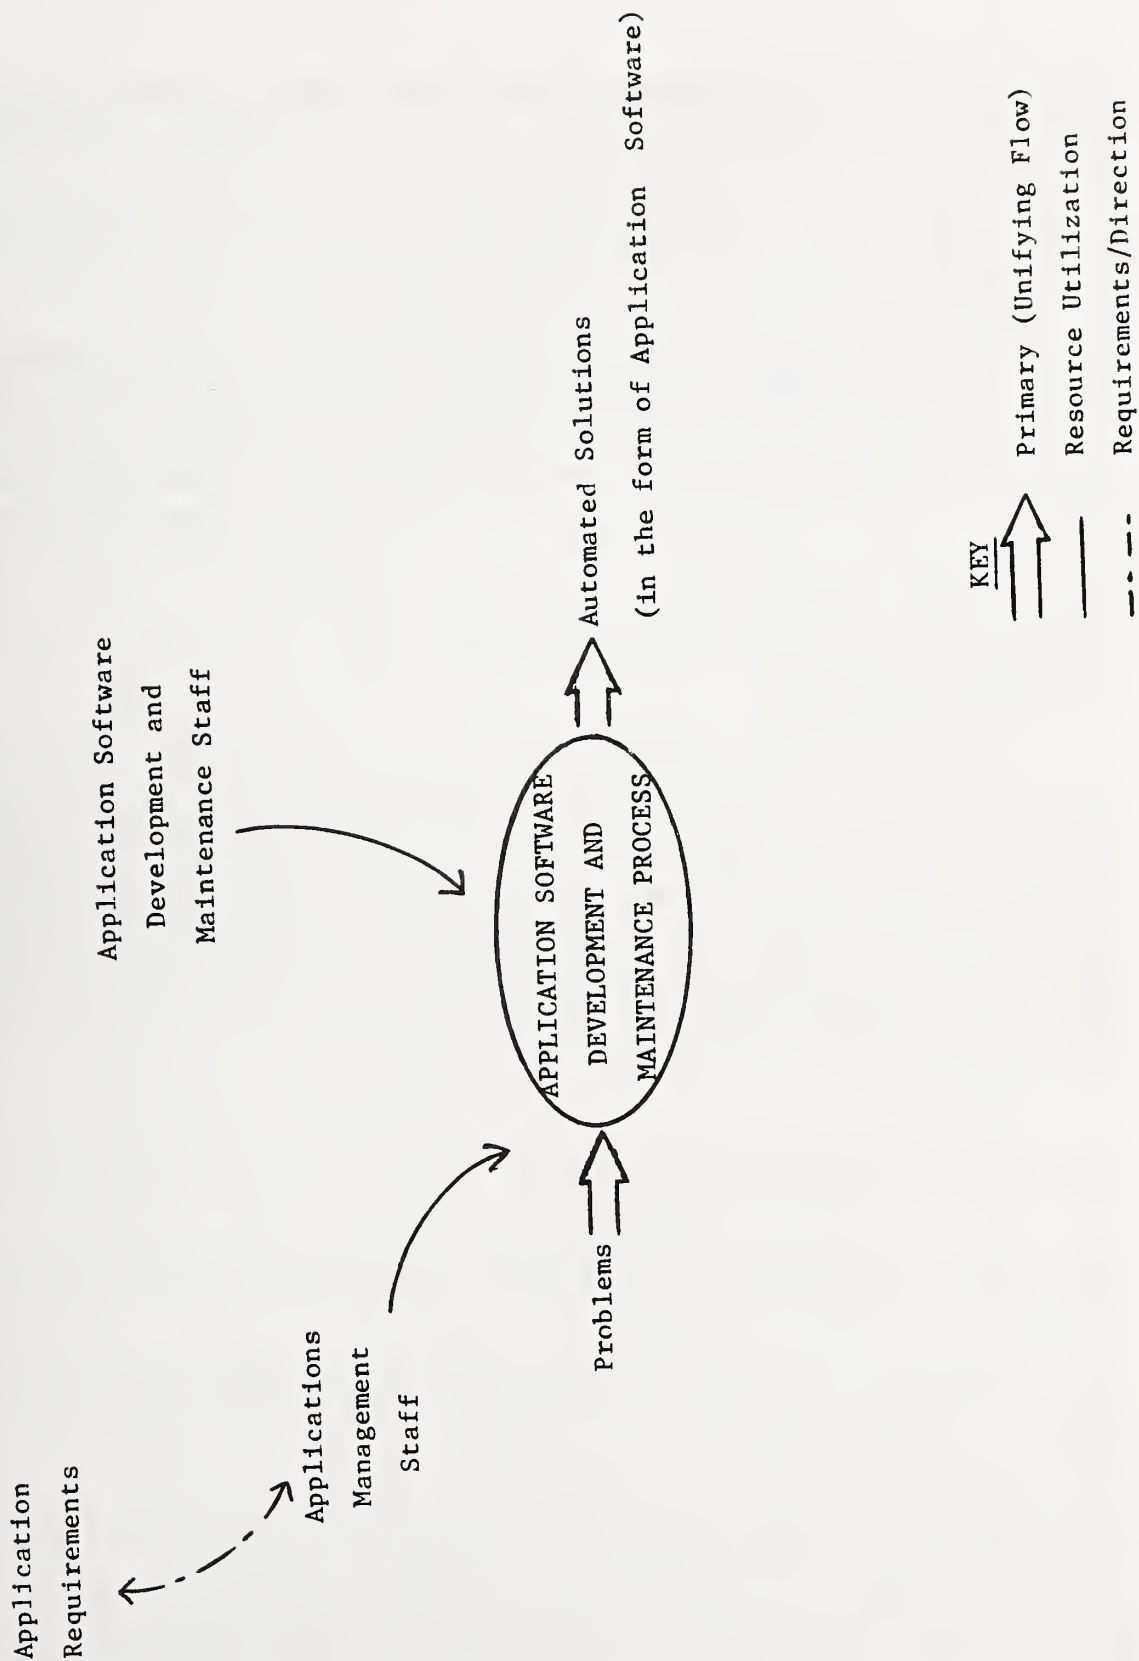 Application
Requirements
Applications
Management
Staff
Application Software
Development and
Maintenance Staff
Problems
APPLICATION SOFTWARE
DEVELOPMENT AND
MAINTENANCE PROCESS
Automated Solutions
(in the form of Application Software)
KEY
Primary (Unifying Flow)
Resource Utilization
Requirements/Direction